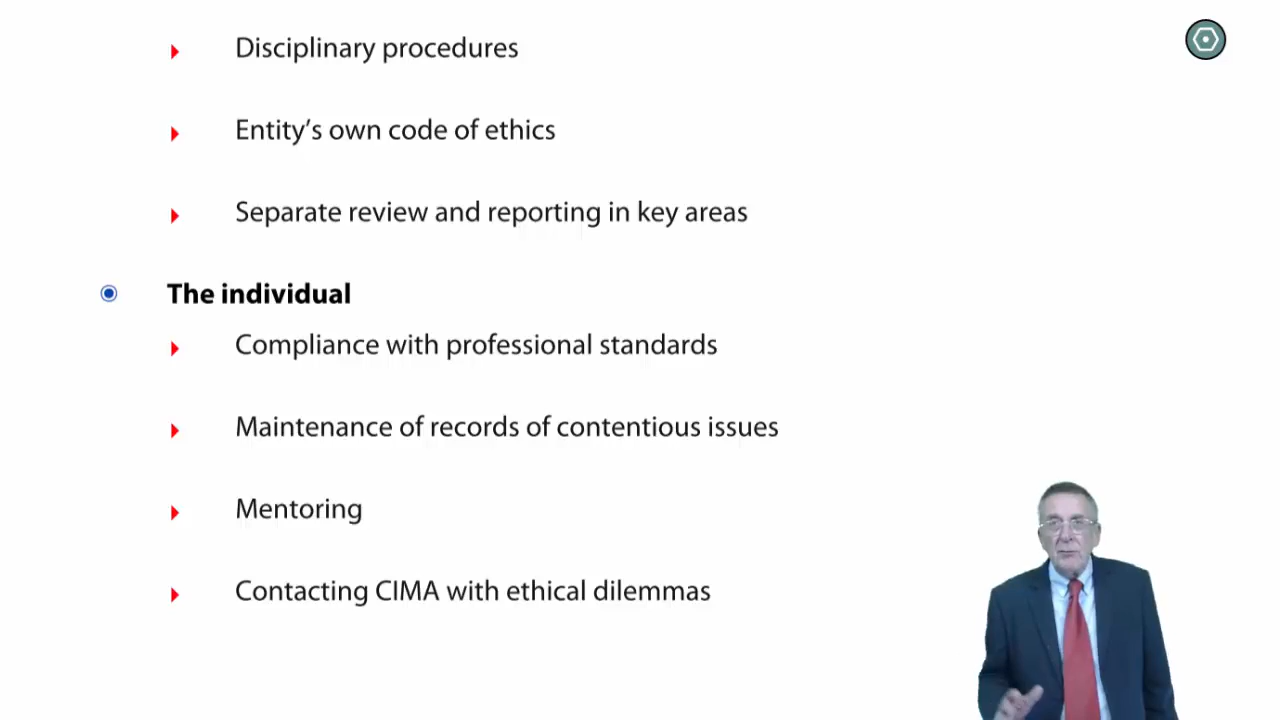 Disciplinary procedures
Entity’s own code of ethics
Separate review and reporting in key areas
The individual
Compliance with professional standards
Maintenance of records of contentious issues
Mentoring
Contacting CIMA with ethical dilemmas